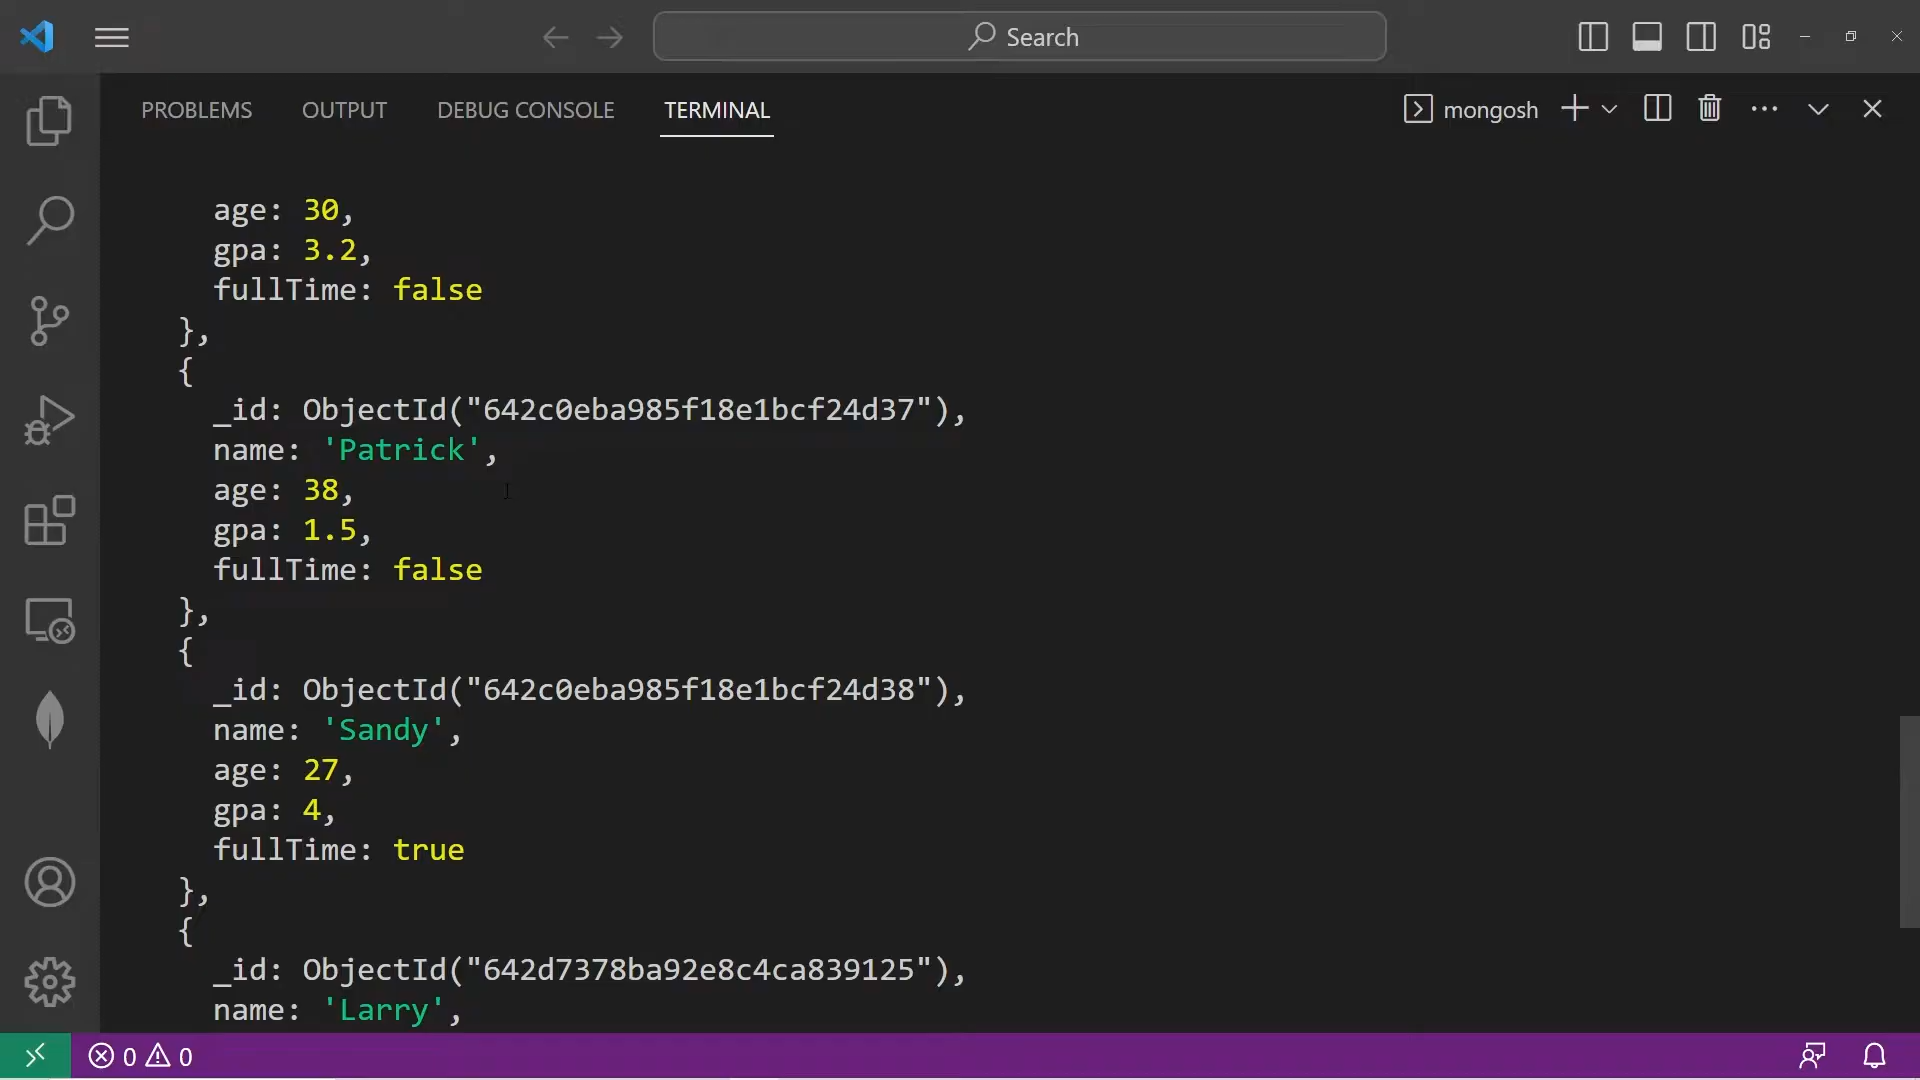 Search
PROBLEMS OUTPUT DEBUG CONSOLE TERMINAL mongosh
age: 30,
gpa: 3.2,
fullTime: false
},
{
_id: ObjectId("642c0eba985f18e1bcf24d37"),
name: 'Patrick',
age: 38,
gpa: 1.5,
fullTime: false
},
{
_id: ObjectId("642c0eba985f18e1bcf24d38"),
name: 'Sandy',
age: 27,
gpa: 4,
fullTime: true
},
{
_id: ObjectId("642d7378ba92e8c4ca839125"),
name: 'Larry',
0 0